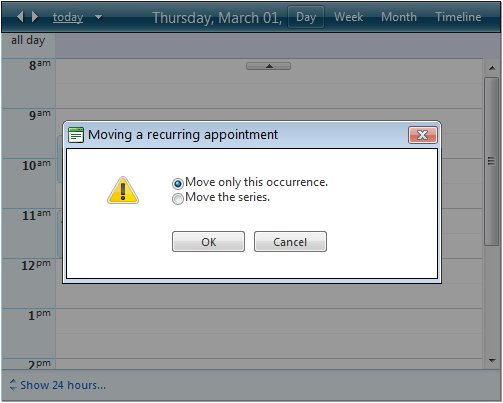 today Thursday, March 01, Day Week Month Timeline
all day
8am
9am
10am
11am
12pm
1pm
2pm
Moving a recurring appointment
Move only this occurrence.
Move the series.
OK Cancel
Show 24 hours...